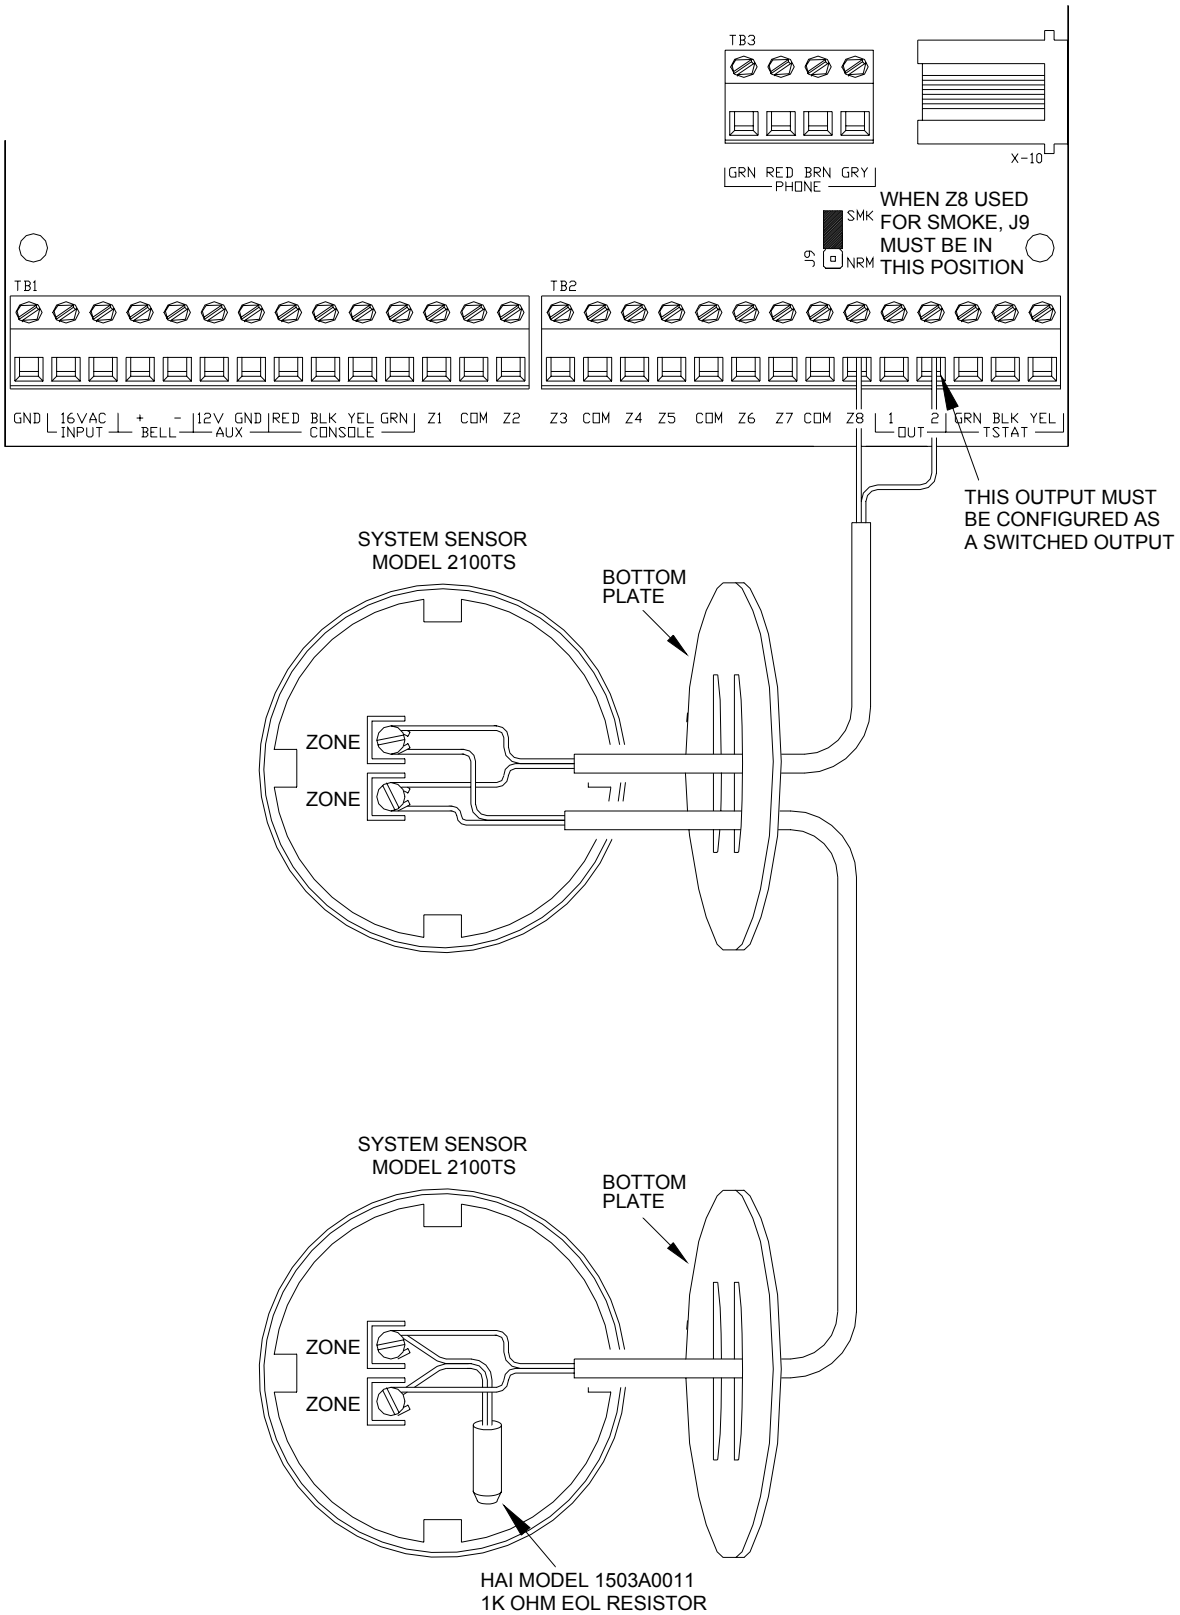 TB3
X-10
GRN RED BRN GRY
PHONE
WHEN Z8 USED
FOR SMOKE, J9
MUST BE IN
THIS POSITION
SMK
J9
NRM
TB1
TB2
GND 16VAC + - 12V GND RED BLK YEL GRN Z1 COM Z2
INPUT BELL AUX CONSOLE
Z3 COM Z4 Z5 COM Z6 Z7 COM Z8 1 2 GRN BLK YEL
OUT TSTAT
THIS OUTPUT MUST
BE CONFIGURED AS
A SWITCHED OUTPUT
SYSTEM SENSOR
MODEL 2100TS
BOTTOM
PLATE
ZONE
ZONE
SYSTEM SENSOR
MODEL 2100TS
BOTTOM
PLATE
ZONE
ZONE
HAI MODEL 1503A0011
1K OHM EOL RESISTOR